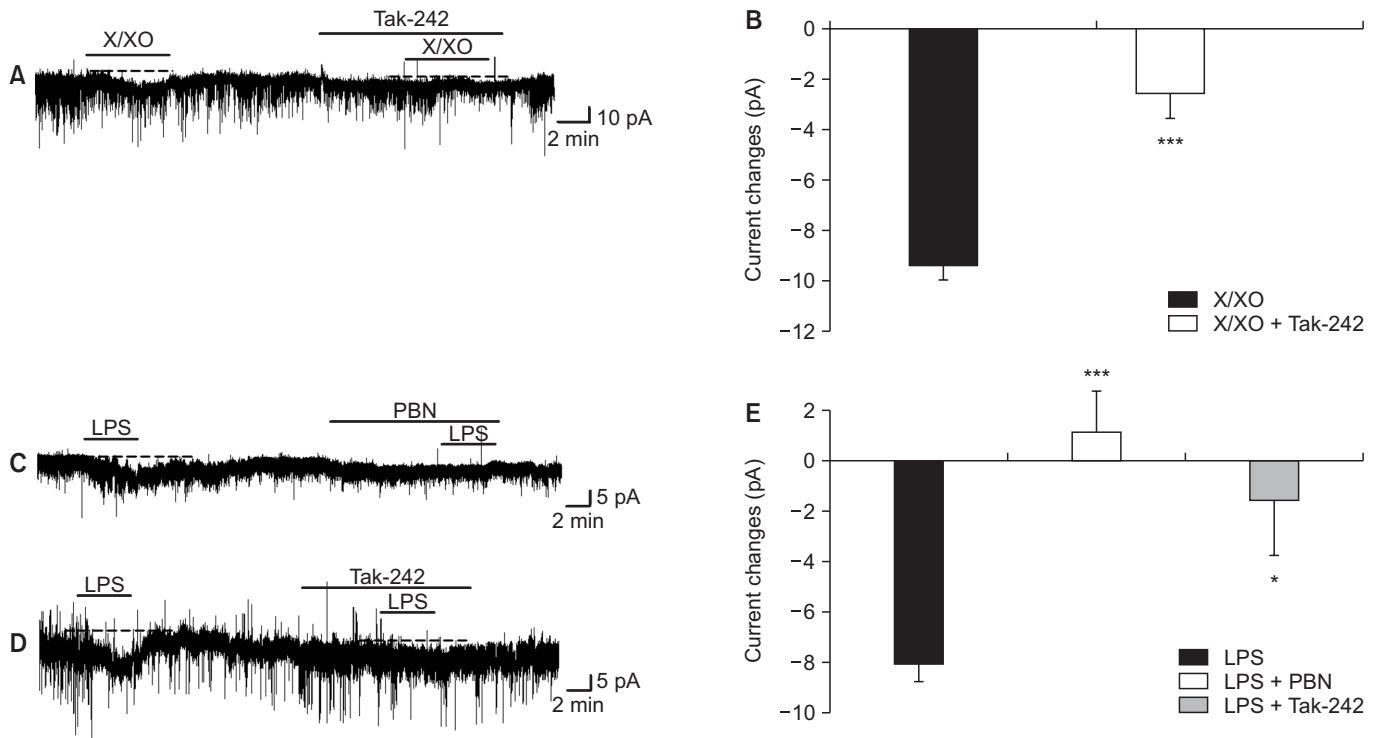 A
X/XO
Tak-242
X/XO
10 pA
2 min
B
Current changes (pA)
0
−2
−4
−6
−8
−10
−12
***
X/XO
X/XO + Tak-242
C
LPS
PBN
LPS
5 pA
2 min
D
LPS
Tak-242
LPS
5 pA
2 min
E
Current changes (pA)
2
0
−2
−4
−6
−8
−10
***
*
LPS
LPS + PBN
LPS + Tak-242